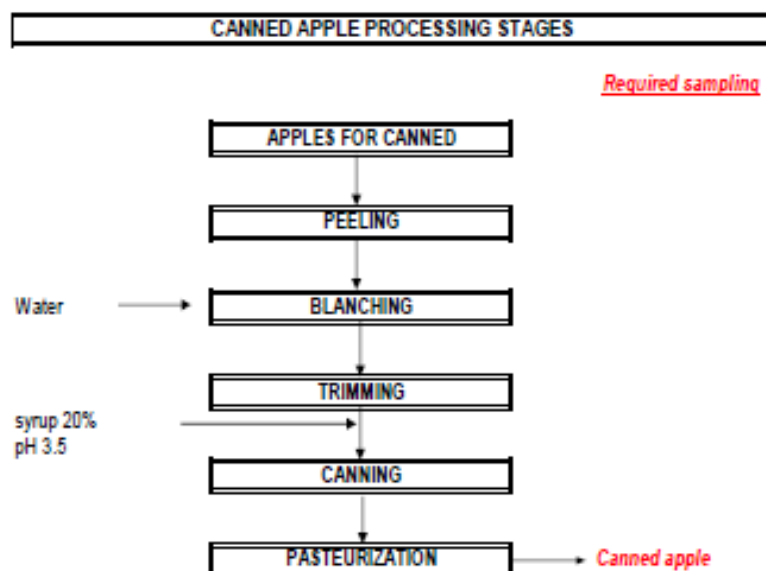 CANNED APPLE PROCESSING STAGES
Required sampling
APPLES FOR CANNED
PEELING
Water
BLANCHING
TRIMMING
syrup 20%
pH 3.5
CANNING
PASTEURIZATION
Canned apple